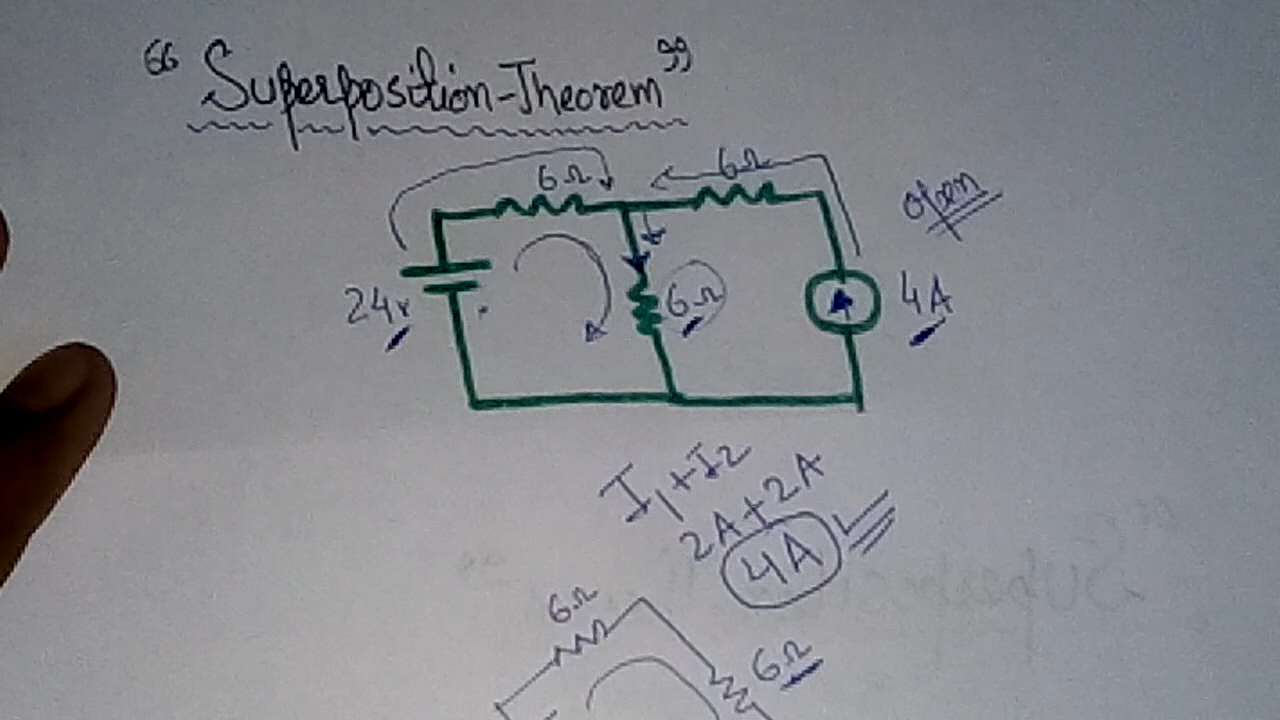 “Superposition-Theorem”
6Ω 6Ω
open
24v 6Ω 4A
I₁+I₂
2A+2A
4A
6Ω
6Ω